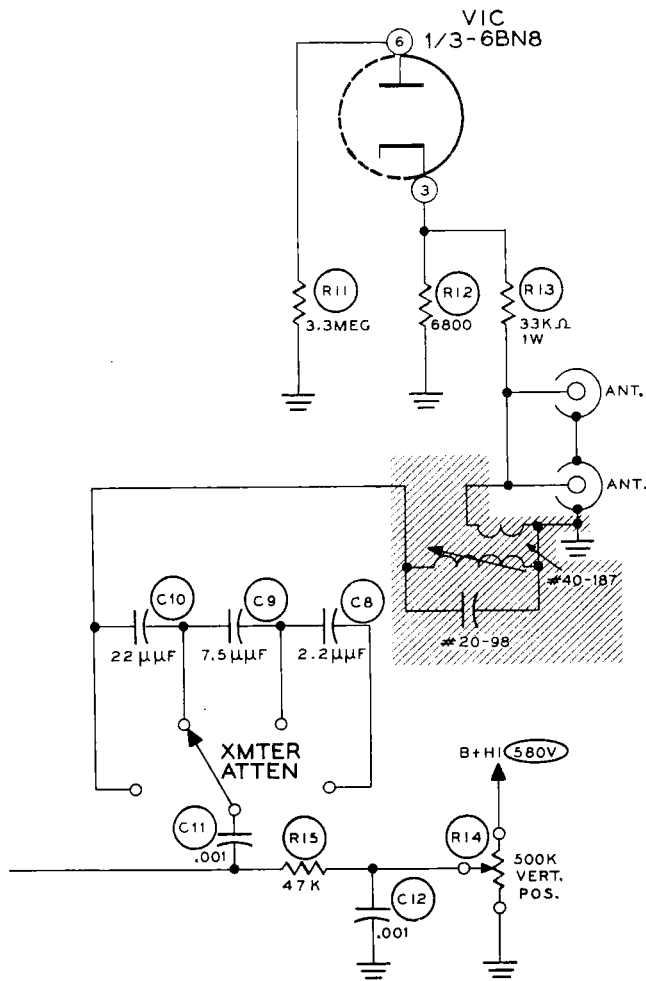 VIC
1/3-6BN8
6
3
R11
3.3MEG
R12
6800
R13
33KΩ
1W
ANT.
ANT.
#40-187
#20-98
C10
C9
C8
22μμF
7.5μμF
2.2μμF
XMTER
ATTEN
B+HI 580V
C11
.001
R15
47K
R14
500K
VERT.
POS.
C12
.001